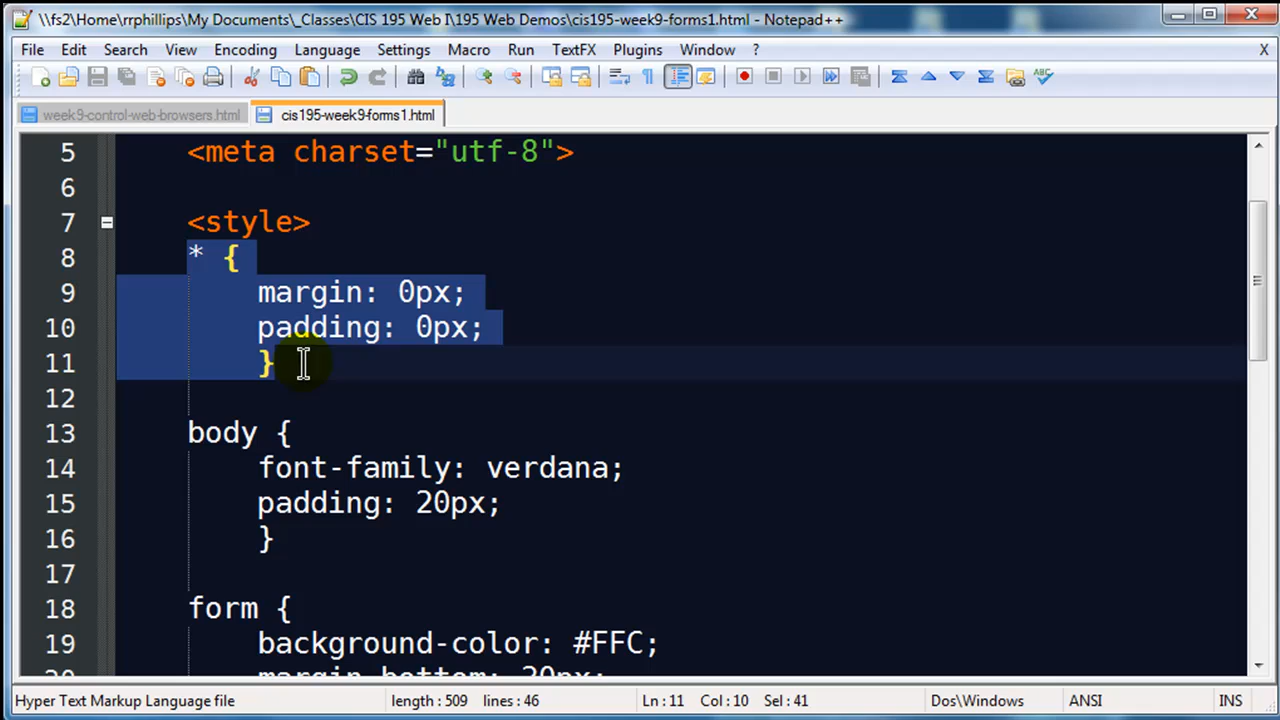 \\fs2\Home\rrphillips\My Documents\_Classes\CIS 195 Web I\195 Web Demos\cis195-week9-forms1.html - Notepad++
File Edit Search View Encoding Language Settings Macro Run TextFX Plugins Window ? X
week9-control-web-browsers.html cis195-week9-forms1.html
5 <meta charset="utf-8">
6
7 <style>
8 * {
9 margin: 0px;
10 padding: 0px;
11 }
12
13 body {
14 font-family: verdana;
15 padding: 20px;
16 }
17
18 form {
19 background-color: #FFC;
20 margin-bottom: 20px;
Hyper Text Markup Language file length : 509 lines : 46 Ln : 11 Col : 10 Sel : 41 Dos\Windows ANSI INS